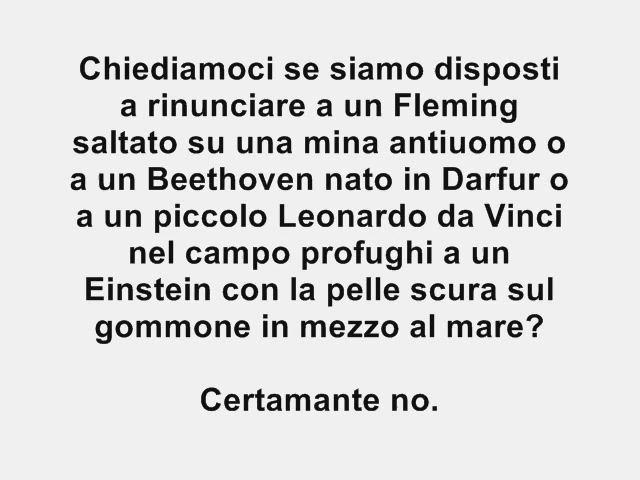 Chiediamoci se siamo disposti
a rinunciare a un Fleming
saltato su una mina antiuomo o
a un Beethoven nato in Darfur o
a un piccolo Leonardo da Vinci
nel campo profughi a un
Einstein con la pelle scura sul
gommone in mezzo al mare?
Certamante no.